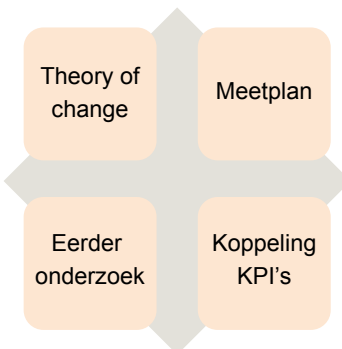 Theory of
change
Meetplan
Eerder
onderzoek
Koppeling
KPI's